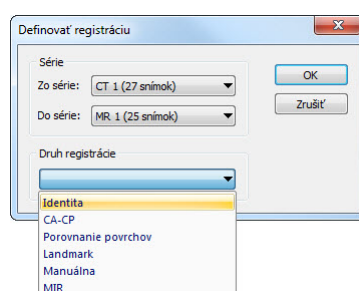 Definovať registráciu
Série
Zo série: CT 1 (27 snímok)
OK
Do série: MR 1 (25 snímok)
Zrušiť
Druh registrácie
Identita
CA-CP
Porovnanie povrchov
Landmark
Manuálna
MIR